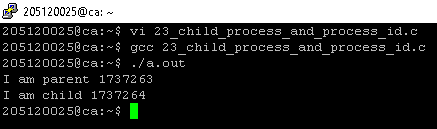 205120025@ca: ~
205120025@ca:~$ vi 23_child_process_and_process_id.c
205120025@ca:~$ gcc 23_child_process_and_process_id.c
205120025@ca:~$ ./a.out
I am parent 1737263
I am child 1737264
205120025@ca:~$